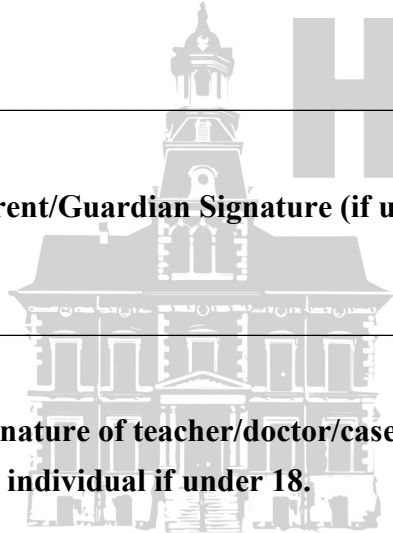 H
rent/Guardian Signature (if u
nature of teacher/doctor/case
individual if under 18.